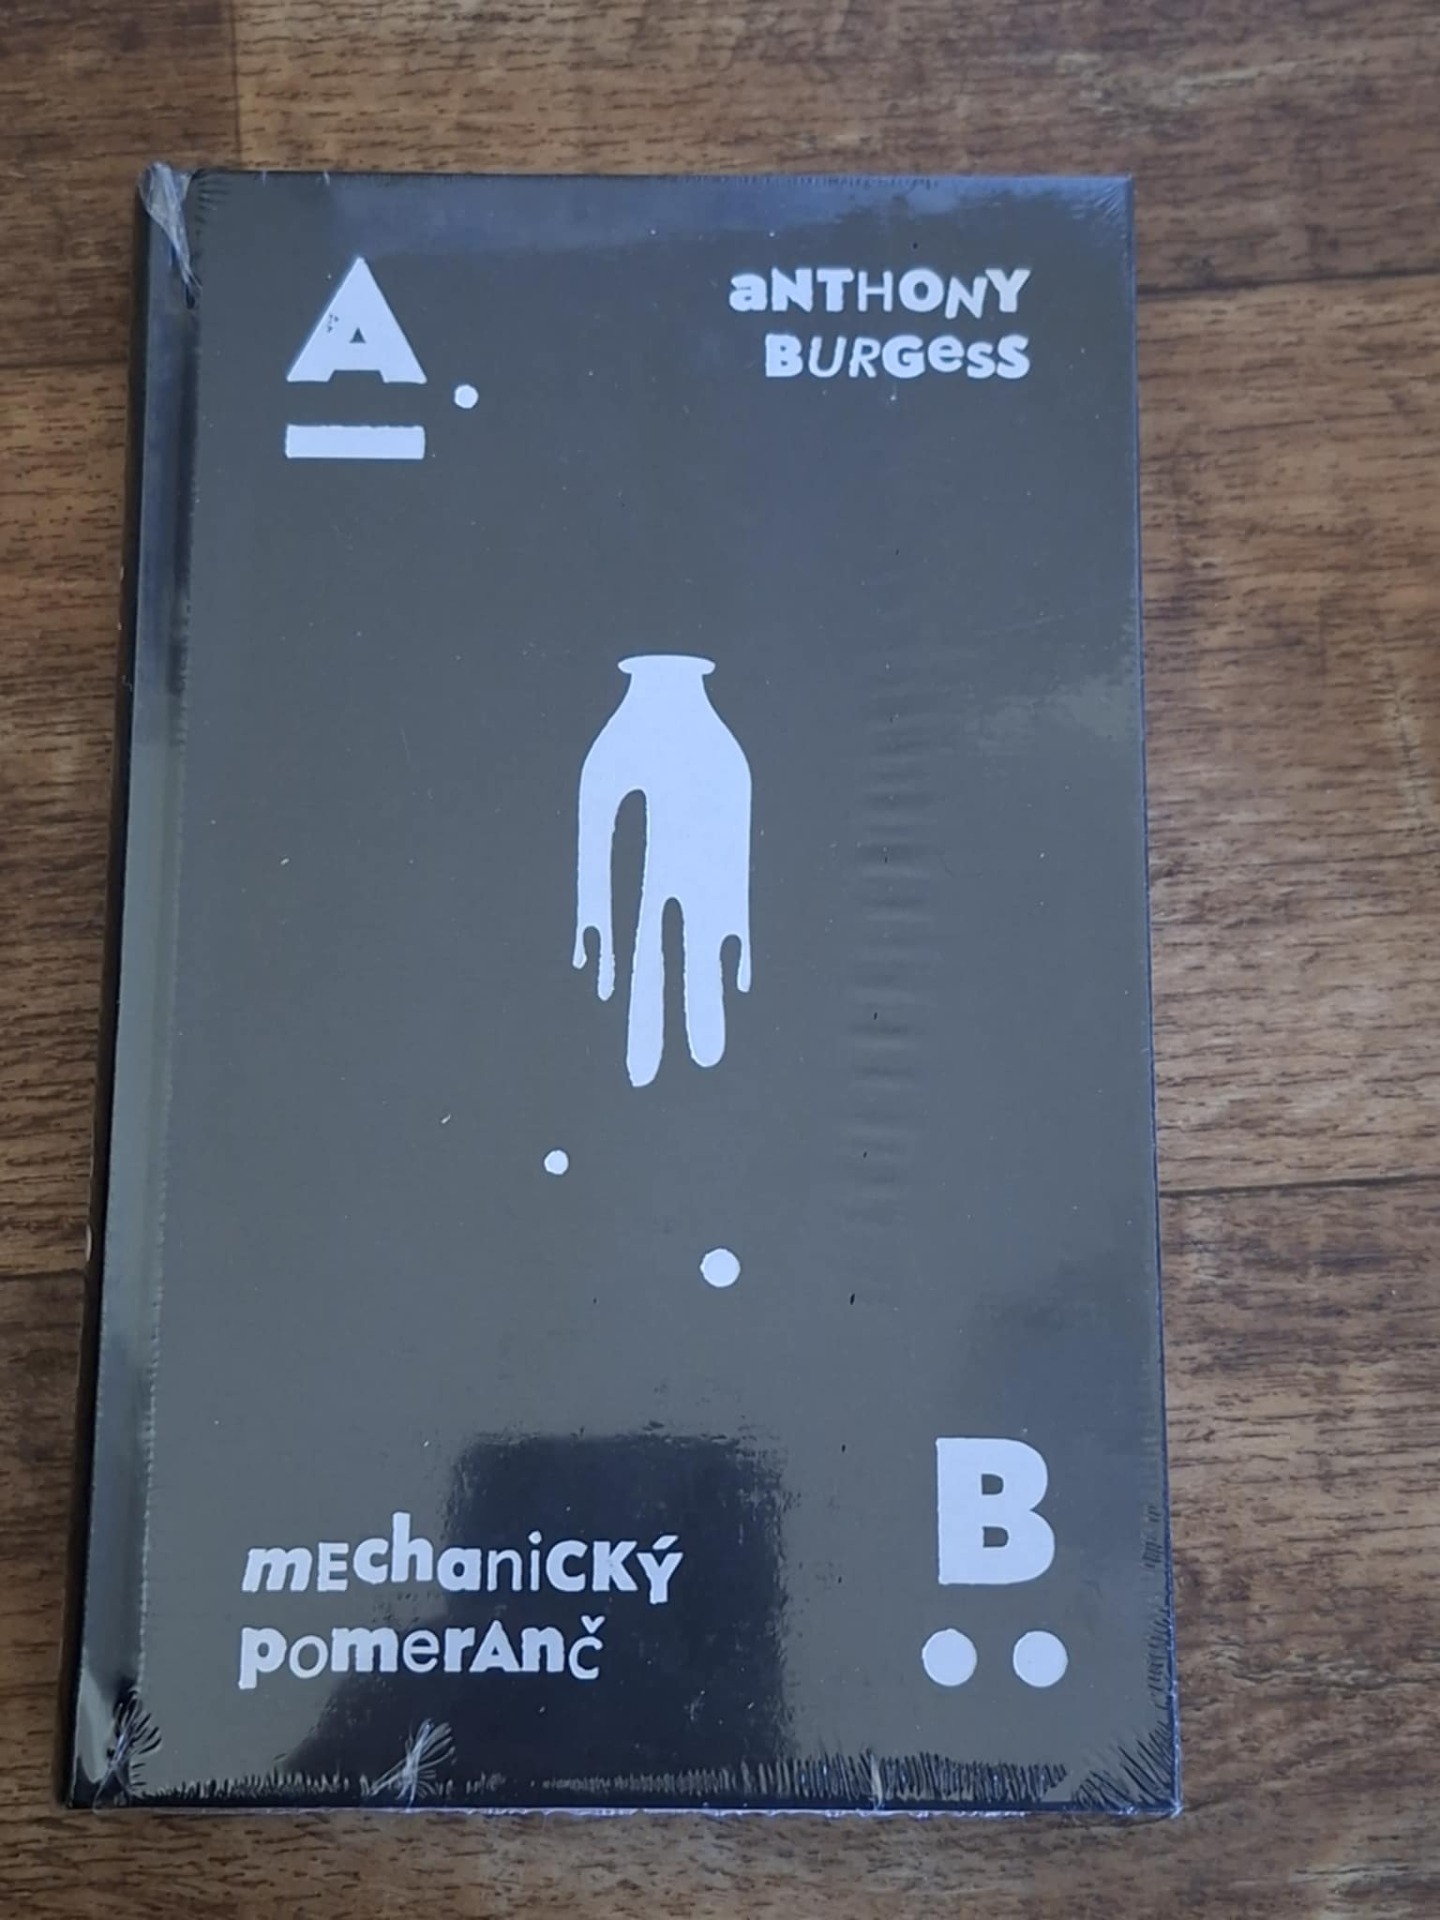 A
aNTHONY
BURGesS
mEchanicKý
pomerAnč
B